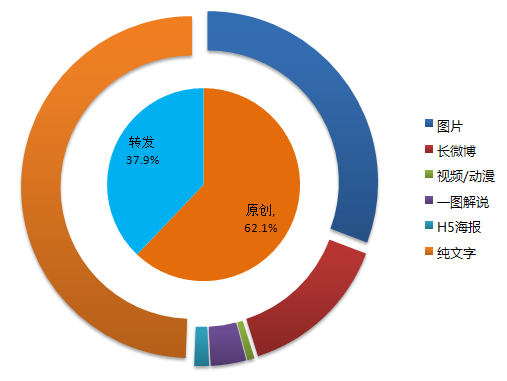 转发
37.9%
原创,
62.1%
图片
长微博
视频/动漫
一图解说
H5海报
纯文字